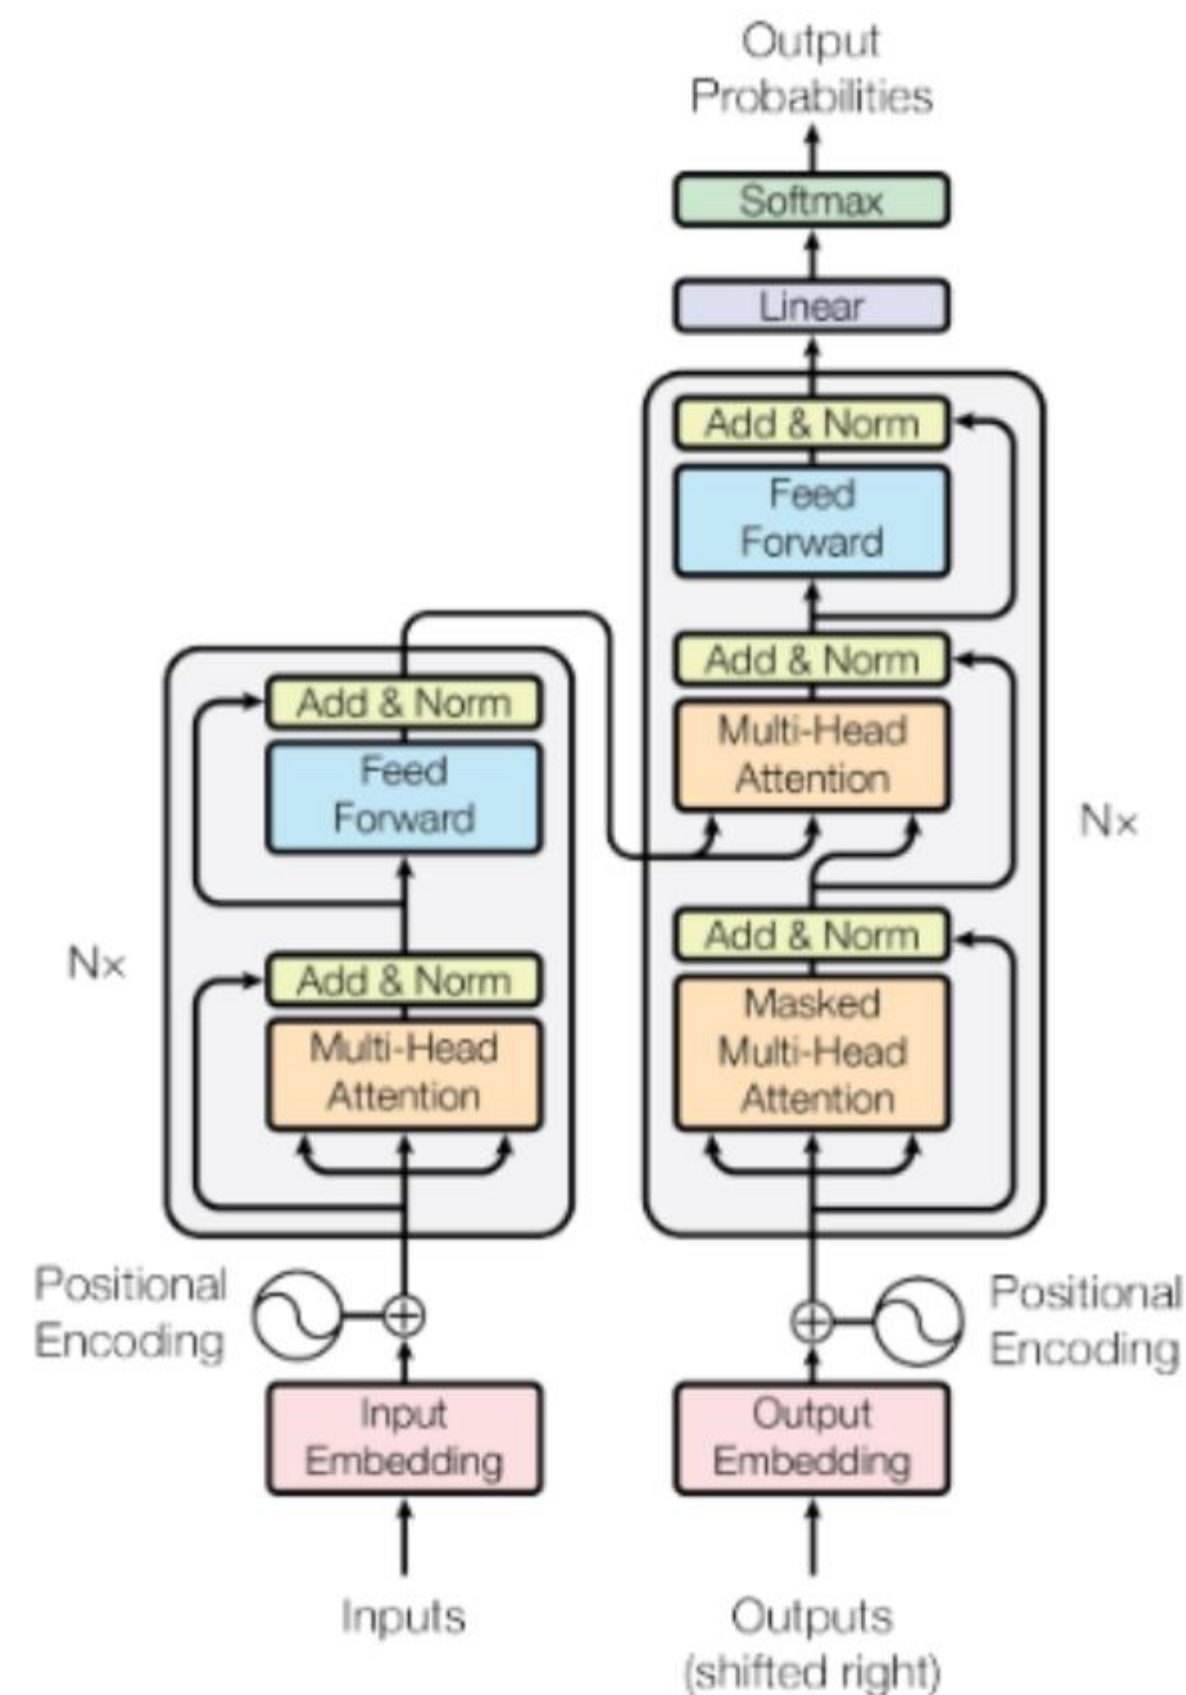 Output
Probabilities
Softmax
Linear
Add & Norm
Feed
Forward
Add & Norm
Multi-Head
Attention
Nx
Add & Norm
Masked
Multi-Head
Attention
Add & Norm
Feed
Forward
Nx
Add & Norm
Multi-Head
Attention
Positional
Encoding
Positional
Encoding
Input
Embedding
Output
Embedding
Inputs
Outputs
(shifted right)